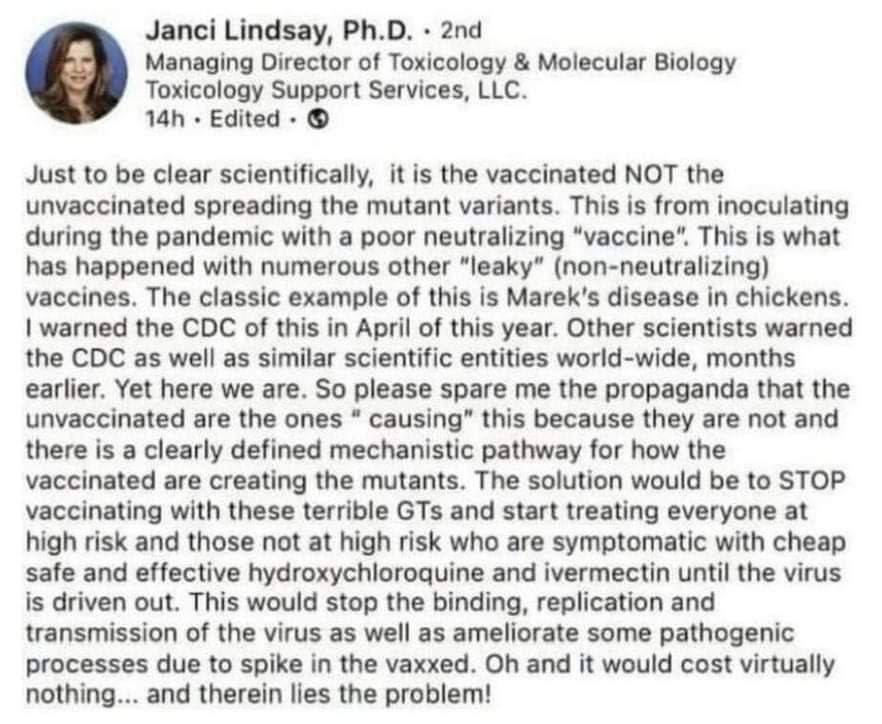 Janci Lindsay, Ph.D. · 2nd
Managing Director of Toxicology & Molecular Biology
Toxicology Support Services, LLC.
14h · Edited ·
Just to be clear scientifically,  it is the vaccinated NOT the
unvaccinated spreading the mutant variants. This is from inoculating
during the pandemic with a poor neutralizing "vaccine". This is what
has happened with numerous other "leaky" (non-neutralizing)
vaccines. The classic example of this is Marek's disease in chickens.
I warned the CDC of this in April of this year. Other scientists warned
the CDC as well as similar scientific entities world-wide, months
earlier. Yet here we are. So please spare me the propaganda that the
unvaccinated are the ones " causing" this because they are not and
there is a clearly defined mechanistic pathway for how the
vaccinated are creating the mutants. The solution would be to STOP
vaccinating with these terrible GTs and start treating everyone at
high risk and those not at high risk who are symptomatic with cheap
safe and effective hydroxychloroquine and ivermectin until the virus
is driven out. This would stop the binding, replication and
transmission of the virus as well as ameliorate some pathogenic
processes due to spike in the vaxxed. Oh and it would cost virtually
nothing... and therein lies the problem!